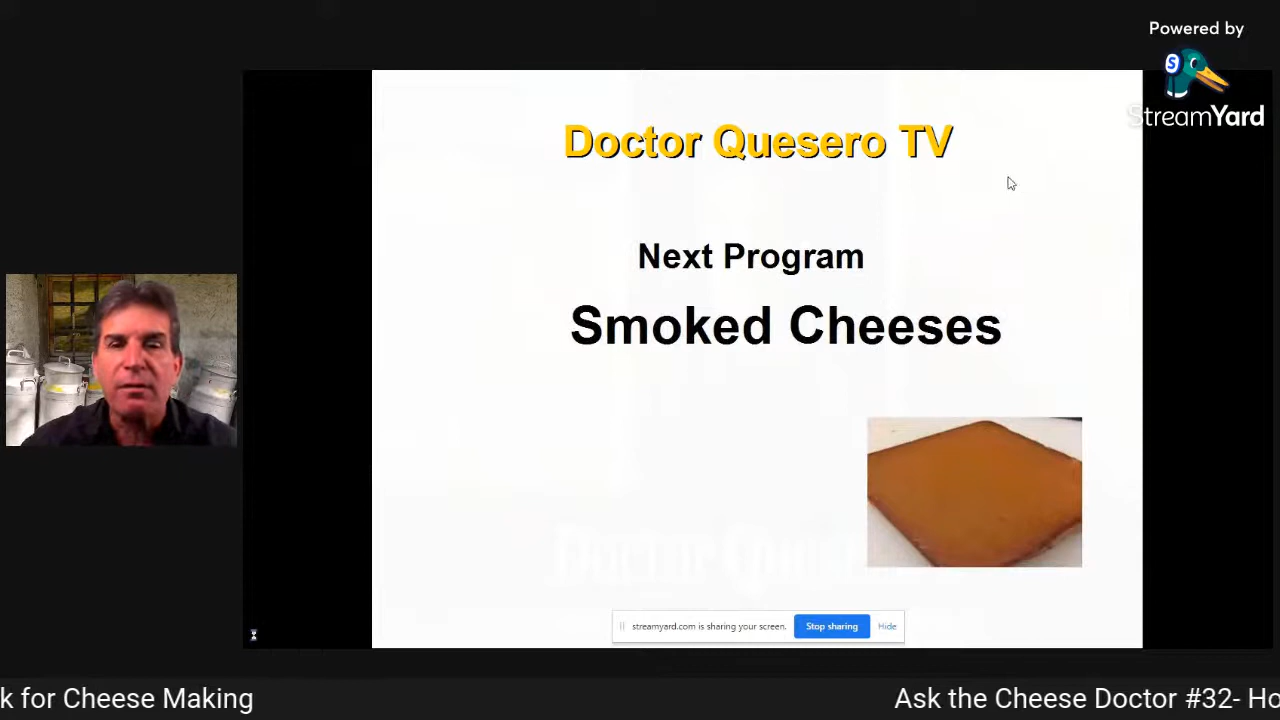 Powered by
StreamYard
Doctor Quesero TV
Next Program
Smoked Cheeses
streamyard.com is sharing your screen.
Stop sharing
Hide
k for Cheese Making
Ask the Cheese Doctor #32- Ho